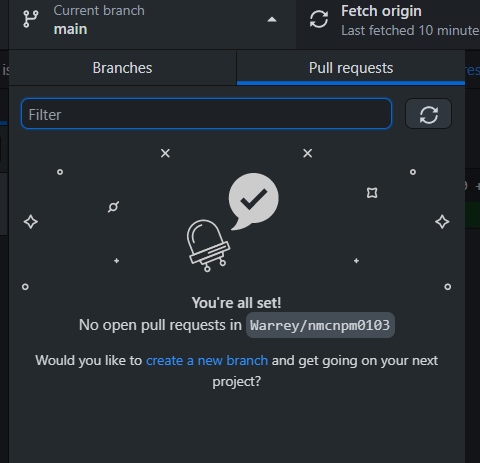 Current branch
main
Fetch origin
Last fetched 10 minute
Branches
Pull requests
Filter
You're all set!
No open pull requests in Warrey/nmcnpm0103
Would you like to create a new branch and get going on your next
project?